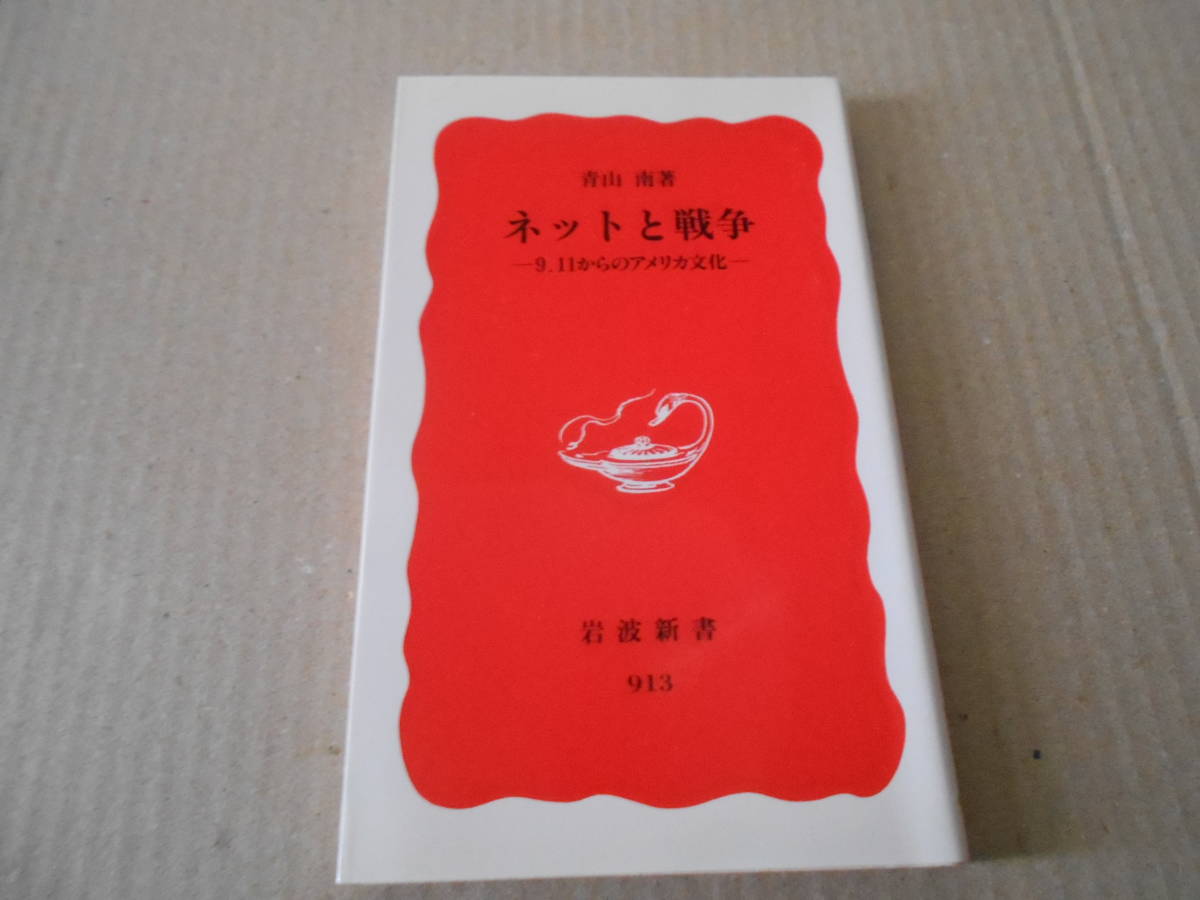 青山 南著
ネットと戦争
―9.11からのアメリカ文化―
岩波新書
913